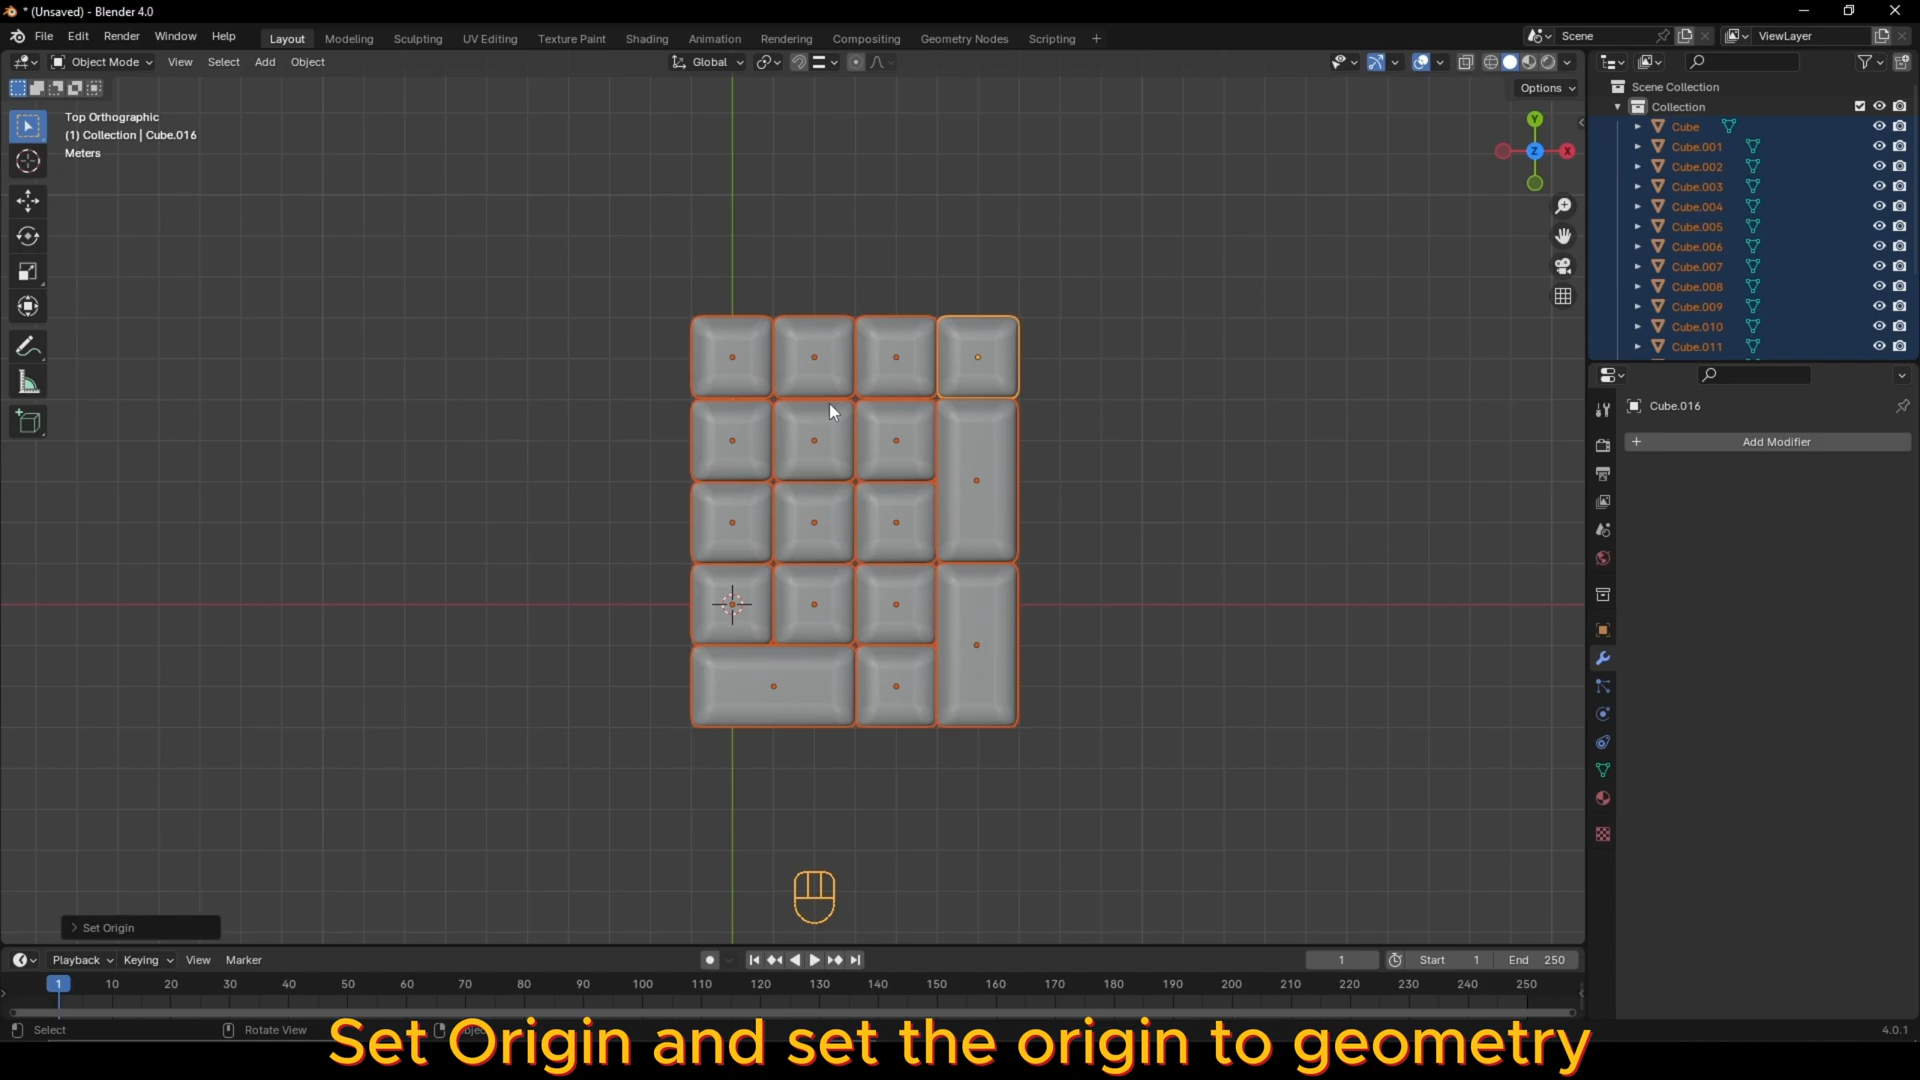 * (Unsaved) - Blender 4.0
File Edit Render Window Help
Layout Modeling Sculpting UV Editing Texture Paint Shading Animation Rendering Compositing Geometry Nodes Scripting +
Scene
ViewLayer
Object Mode View Select Add Object
Global
Options
Top Orthographic
(1) Collection | Cube.016
Meters
Y
Z
X
Scene Collection
Collection
Cube
Cube.001
Cube.002
Cube.003
Cube.004
Cube.005
Cube.006
Cube.007
Cube.008
Cube.009
Cube.010
Cube.011
Cube.016
+ Add Modifier
> Set Origin
Playback Keying View Marker
1 Start 1 End 250
1 10 20 30 40 50 60 70 80 90 100 110 120 130 140 150 160 170 180 190 200 210 220 230 240 250
Select Rotate View
4.0.1
Set Origin and set the origin to geometry